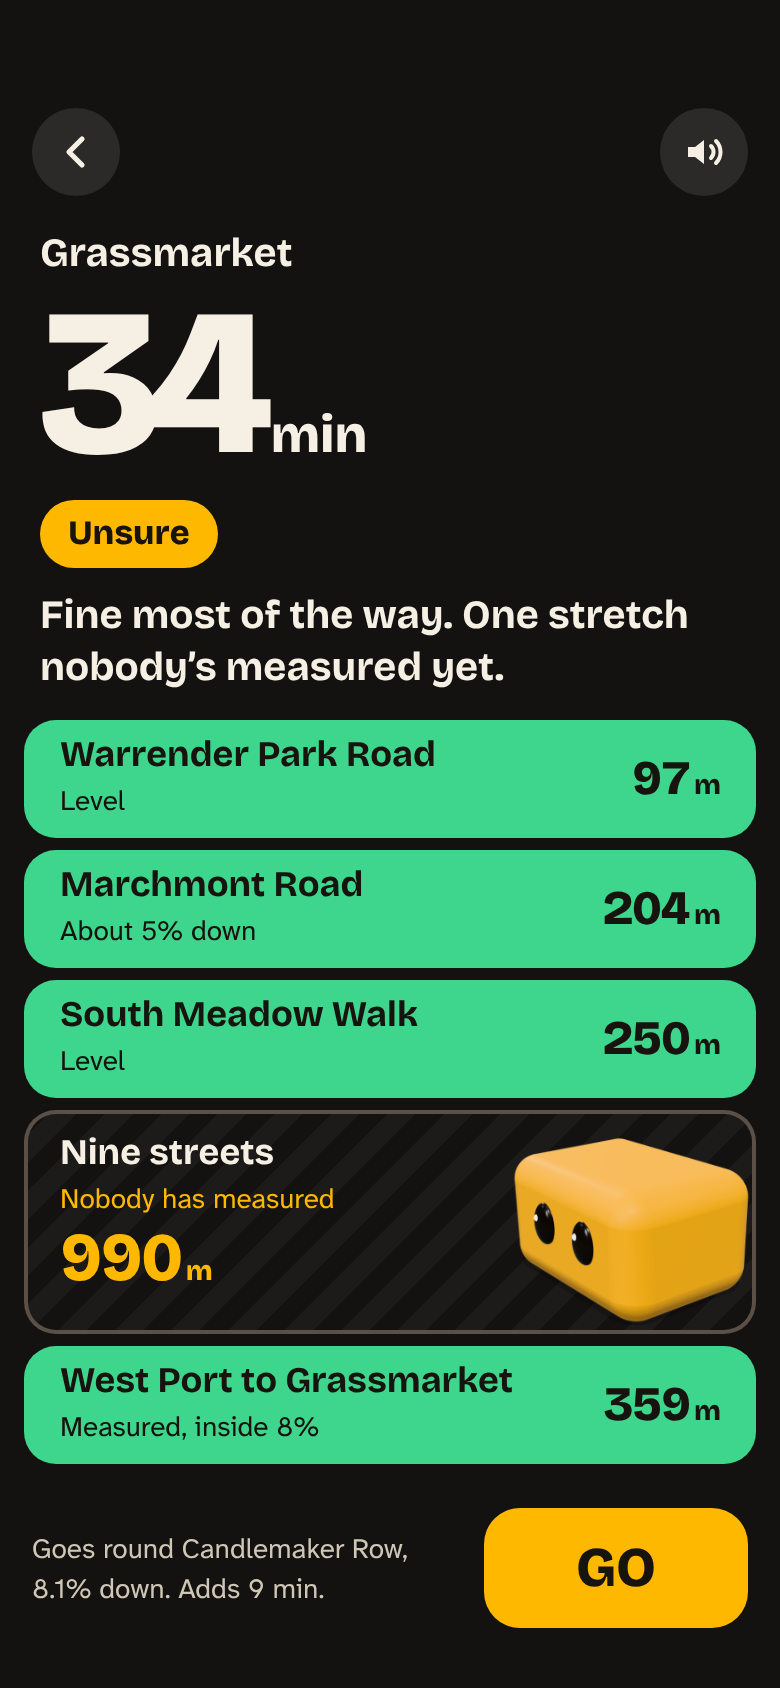 Grassmarket
34 min
Unsure
Fine most of the way. One stretch
nobody’s measured yet.
Warrender Park Road
Level
97 m
Marchmont Road
About 5% down
204 m
South Meadow Walk
Level
250 m
Nine streets
Nobody has measured
990 m
West Port to Grassmarket
Measured, inside 8%
359 m
Goes round Candlemaker Row,
8.1% down. Adds 9 min.
GO